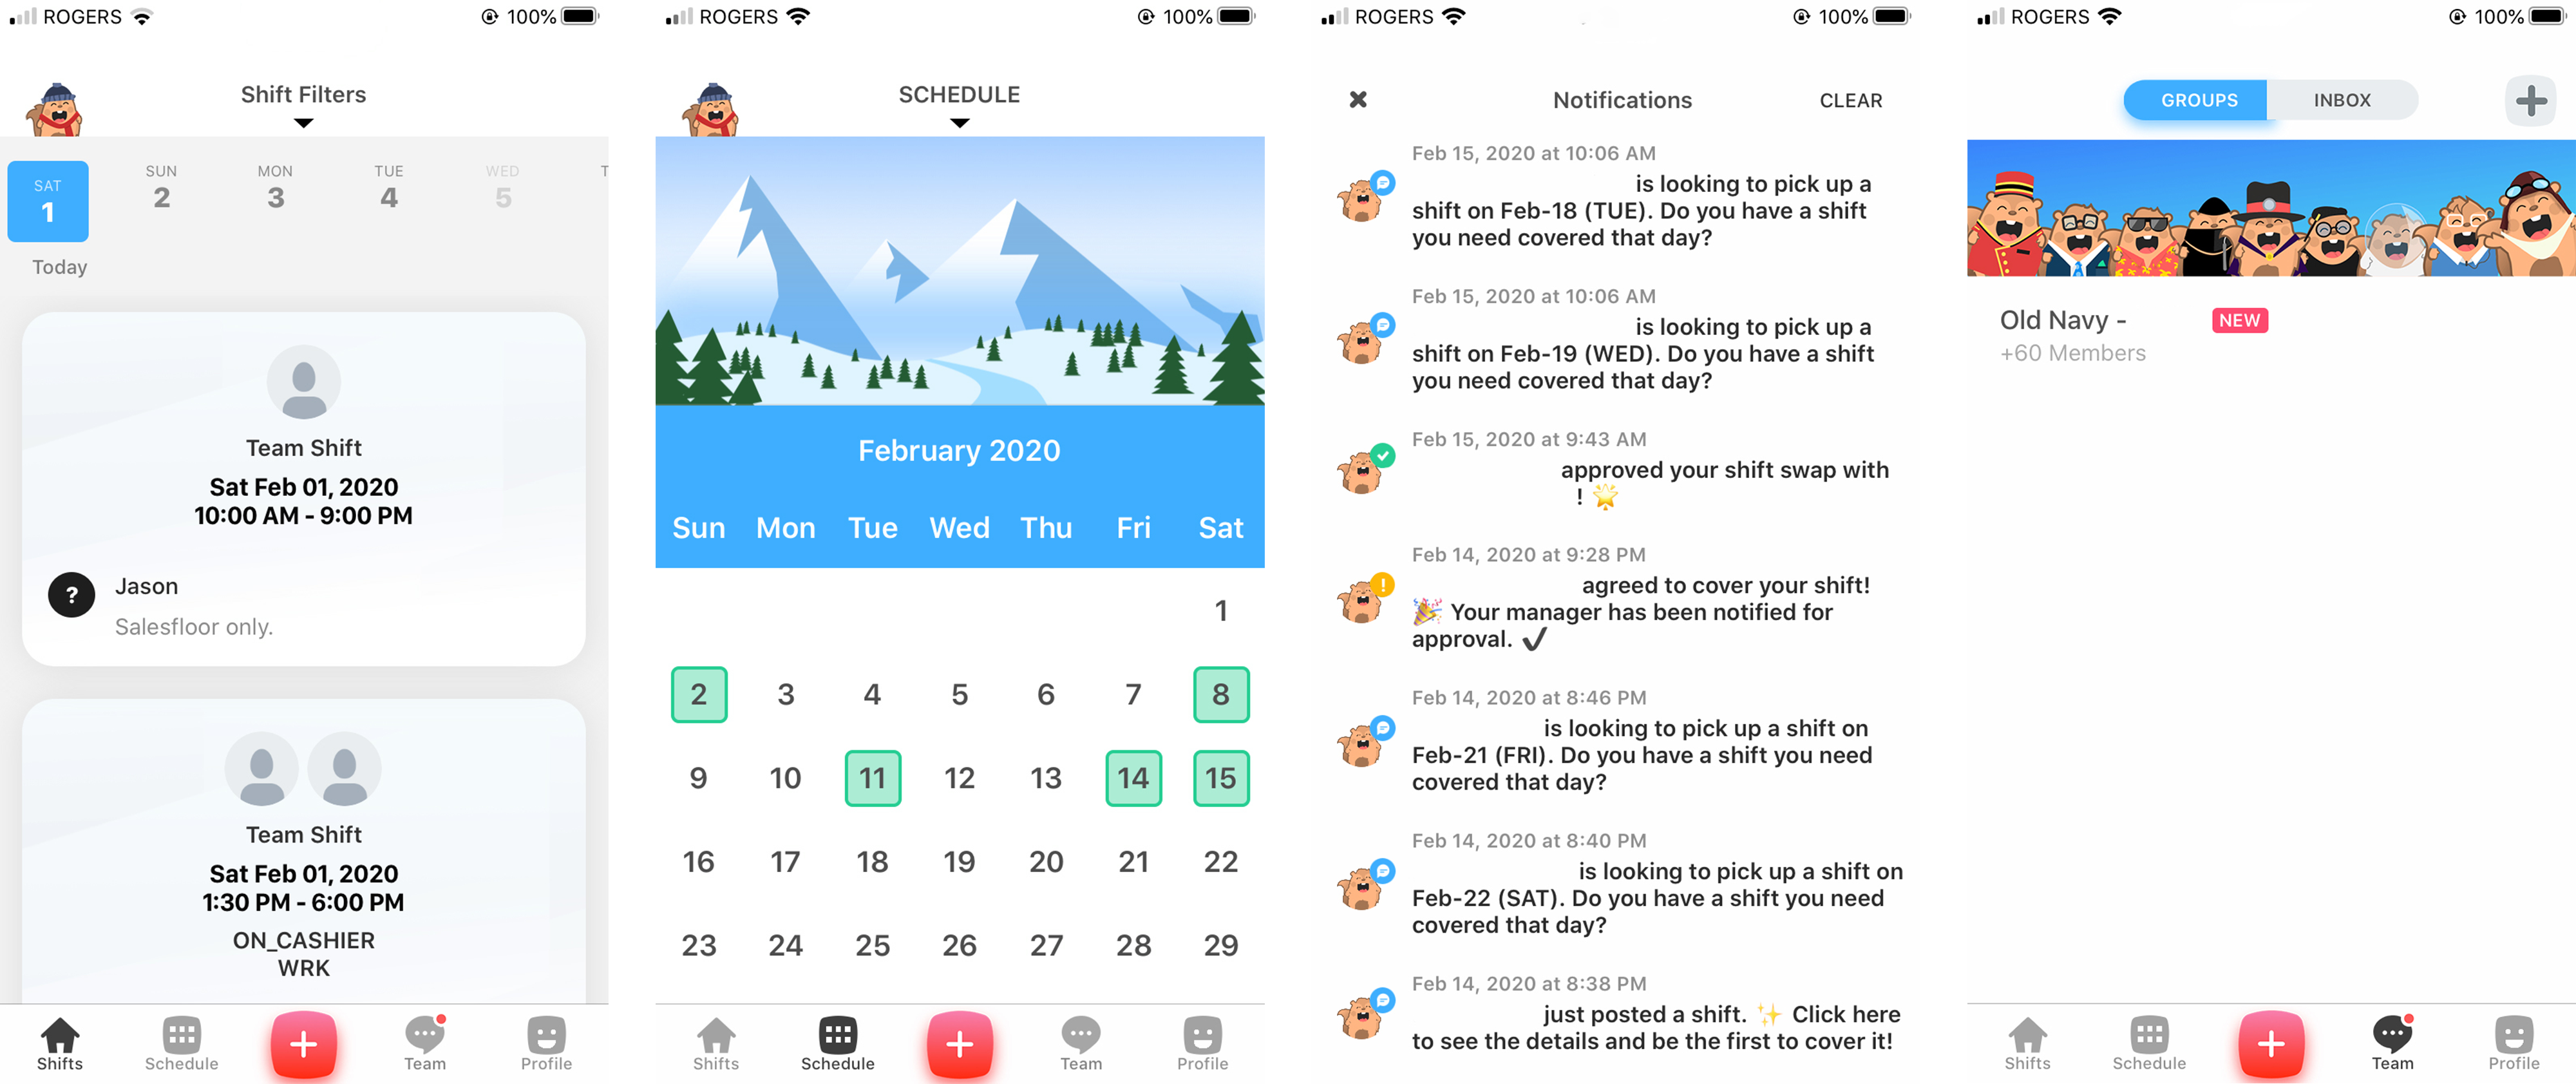 ROGERS 100%
Shift Filters
SAT SUN MON TUE WED T
1 2 3 4 5
Today
Team Shift
Sat Feb 01, 2020
10:00 AM - 9:00 PM
?
Jason
Salesfloor only.
Team Shift
Sat Feb 01, 2020
1:30 PM - 6:00 PM
ON_CASHIER
WRK
Shifts Schedule + Team Profile
ROGERS 100%
SCHEDULE
February 2020
Sun Mon Tue Wed Thu Fri Sat
1
2 3 4 5 6 7 8
9 10 11 12 13 14 15
16 17 18 19 20 21 22
23 24 25 26 27 28 29
Shifts Schedule + Team Profile
ROGERS 100%
Notifications CLEAR
Feb 15, 2020 at 10:06 AM
is looking to pick up a
shift on Feb-18 (TUE). Do you have a shift
you need covered that day?
Feb 15, 2020 at 10:06 AM
is looking to pick up a
shift on Feb-19 (WED). Do you have a shift
you need covered that day?
Feb 15, 2020 at 9:43 AM
approved your shift swap with
! 🌟
Feb 14, 2020 at 9:28 PM
agreed to cover your shift!
🎉 Your manager has been notified for
approval. ✔
Feb 14, 2020 at 8:46 PM
is looking to pick up a shift on
Feb-21 (FRI). Do you have a shift you need
covered that day?
Feb 14, 2020 at 8:40 PM
is looking to pick up a shift on
Feb-22 (SAT). Do you have a shift you need
covered that day?
Feb 14, 2020 at 8:38 PM
just posted a shift. ✨ Click here
to see the details and be the first to cover it!
ROGERS 100%
GROUPS INBOX +
Old Navy - NEW
+60 Members
Shifts Schedule + Team Profile